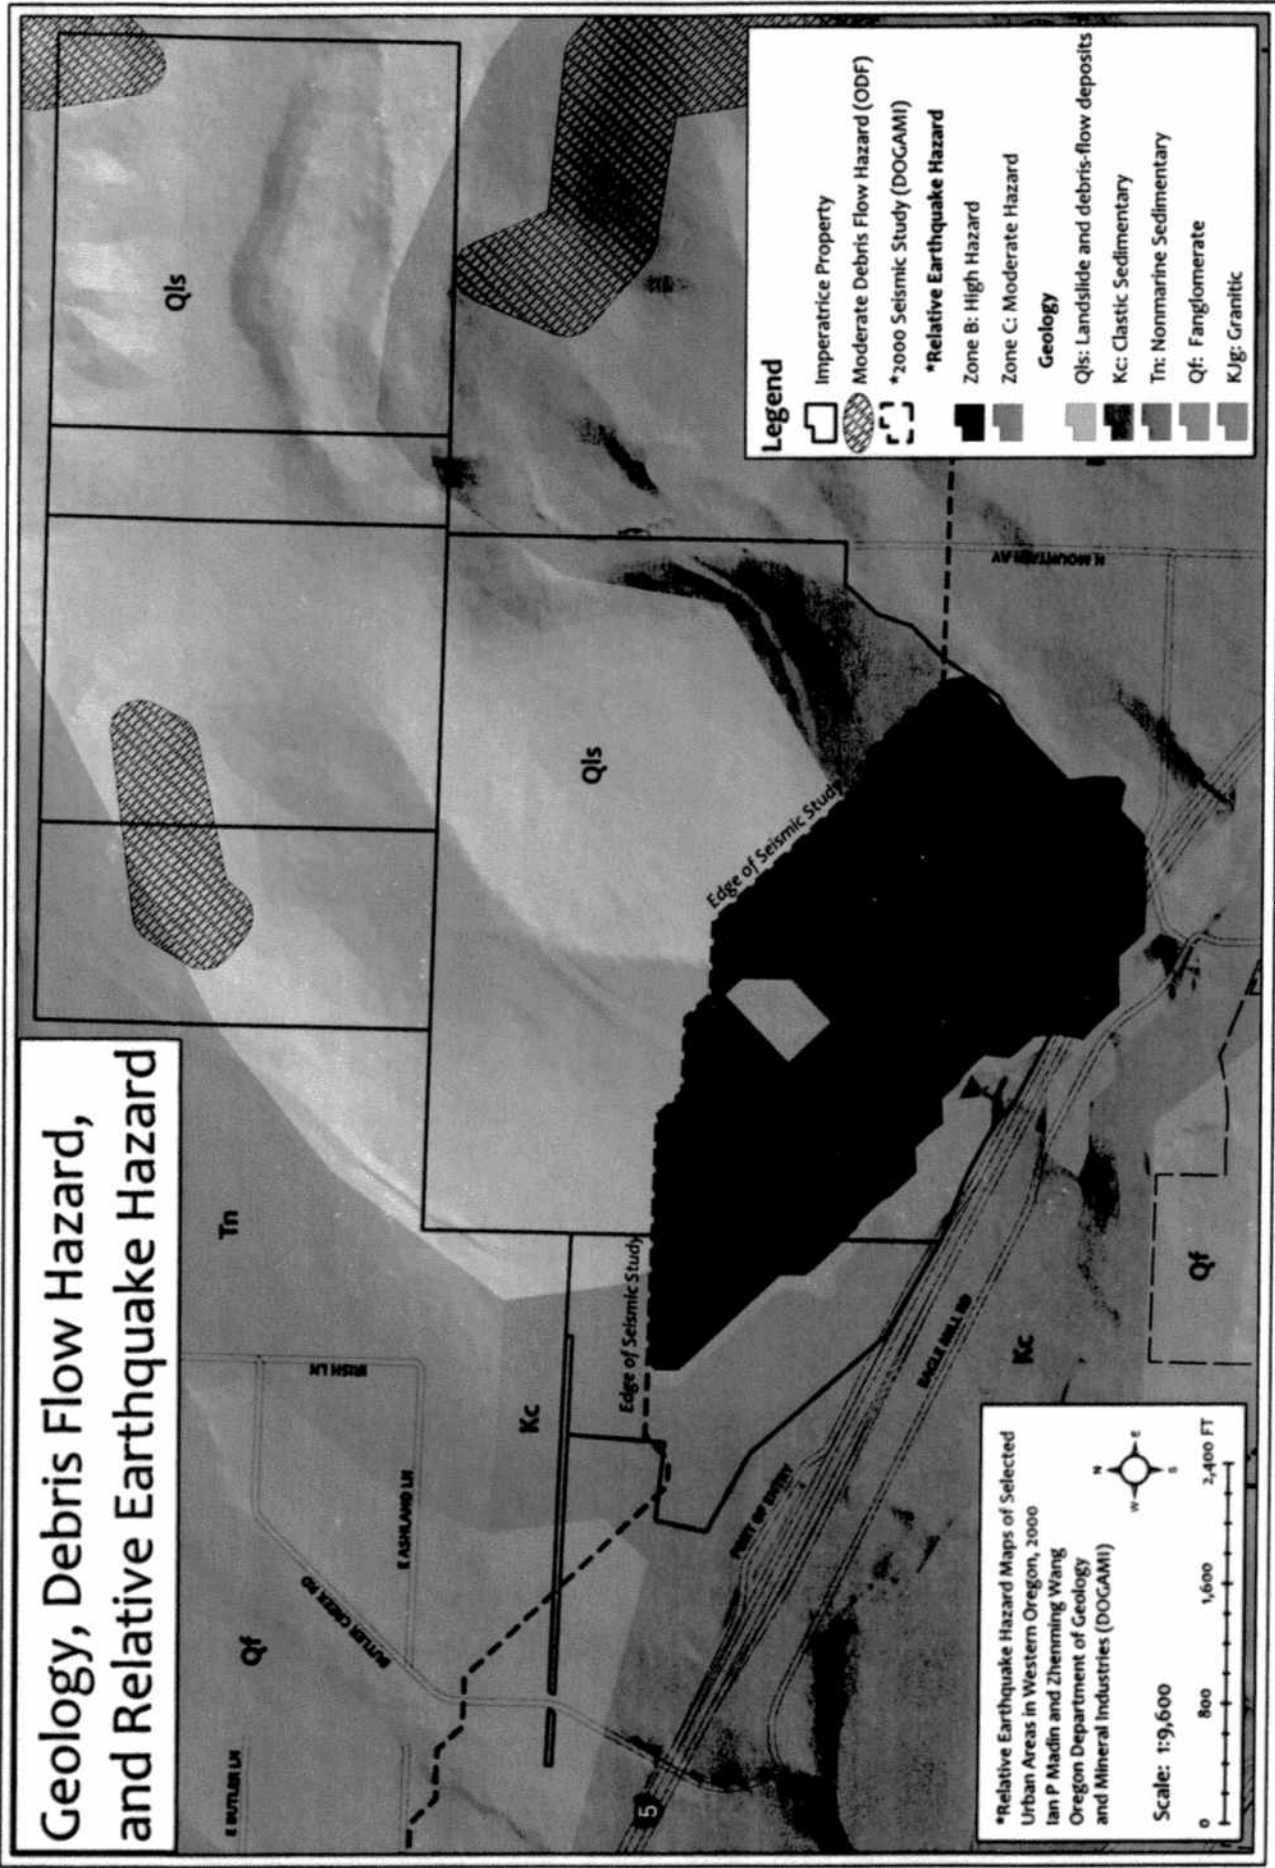 Geology, Debris Flow Hazard,
and Relative Earthquake Hazard
Qls
Tn
Qls
IRISH LN
E BUTLER LN
Qf
BUTLER CREEK RD
E ASHLAND LN
Kc
Edge of Seismic Study
Edge of Seismic Study
N MOUNTAIN AV
PORT OF ENTRY
EAGLE MILL RD
Kc
Qf
5
Legend
Imperatrice Property
Moderate Debris Flow Hazard (ODF)
*2000 Seismic Study (DOGAMI)
*Relative Earthquake Hazard
Zone B: High Hazard
Zone C: Moderate Hazard
Geology
Qls: Landslide and debris-flow deposits
Kc: Clastic Sedimentary
Tn: Nonmarine Sedimentary
Qf: Fanglomerate
KJg: Granitic
*Relative Earthquake Hazard Maps of Selected
Urban Areas in Western Oregon, 2000
Ian P Madin and Zhenming Wang
Oregon Department of Geology
and Mineral Industries (DOGAMI)
N
W E
S
Scale: 1:9,600
0 800 1,600 2,400 FT